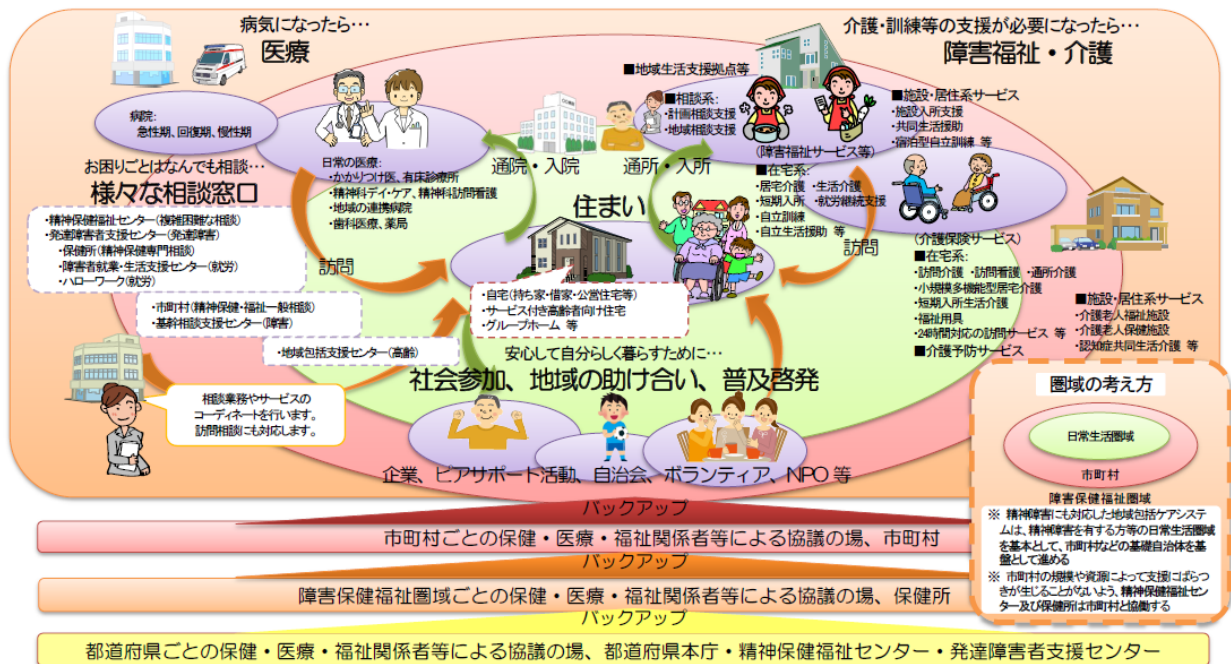 病気になったら…
医療
病院:
急性期、回復期、慢性期
日常の医療:
・かかりつけ医、有床診療所
・精神科デイ・ケア、精神科訪問看護
・地域の連携病院
・歯科医療、薬局
通院・入院
通所・入所
介護・訓練等の支援が必要になったら…
障害福祉・介護
■地域生活支援拠点等
■相談系:
・計画相談支援
・地域相談支援
■施設・居住系サービス
・施設入所支援
・共同生活援助
・宿泊型自立訓練 等
(障害福祉サービス等)
■在宅系:
・居宅介護 ・生活介護
・短期入所 ・就労継続支援
・自立訓練
・自立生活援助 等
(介護保険サービス)
■在宅系:
・訪問介護 ・訪問看護 ・通所介護
・小規模多機能型居宅介護
・短期入所生活介護
・福祉用具
・24時間対応の訪問サービス 等
■介護予防サービス
■施設・居住系サービス
・介護老人福祉施設
・介護老人保健施設
・認知症共同生活介護 等
お困りごとはなんでも相談…
様々な相談窓口
・精神保健福祉センター(複雑困難な相談)
・発達障害者支援センター(発達障害)
・保健所(精神保健専門相談)
・障害者就業・生活支援センター(就労)
・ハローワーク(就労)
・市町村(精神保健・福祉一般相談)
・基幹相談支援センター(障害)
・地域包括支援センター(高齢)
相談業務やサービスの
コーディネートを行います。
訪問相談にも対応します。
訪問
訪問
住まい
・自宅(持ち家・借家・公営住宅等)
・サービス付き高齢者向け住宅
・グループホーム 等
安心して自分らしく暮らすために…
社会参加、地域の助け合い、普及啓発
企業、ピアサポート活動、自治会、ボランティア、NPO 等
圏域の考え方
日常生活圏域
市町村
障害保健福祉圏域
※ 精神障害にも対応した地域包括ケアシステ
ムは、精神障害を有する方等の日常生活圏域
を基本として、市町村などの基礎自治体を基
盤として進める
※ 市町村の規模や資源によって支援にばらつ
きが生じることがないよう、精神保健福祉セン
ター及び保健所は市町村と協働する
バックアップ
市町村ごとの保健・医療・福祉関係者等による協議の場、市町村
バックアップ
障害保健福祉圏域ごとの保健・医療・福祉関係者等による協議の場、保健所
バックアップ
都道府県ごとの保健・医療・福祉関係者等による協議の場、都道府県本庁・精神保健福祉センター・発達障害者支援センター